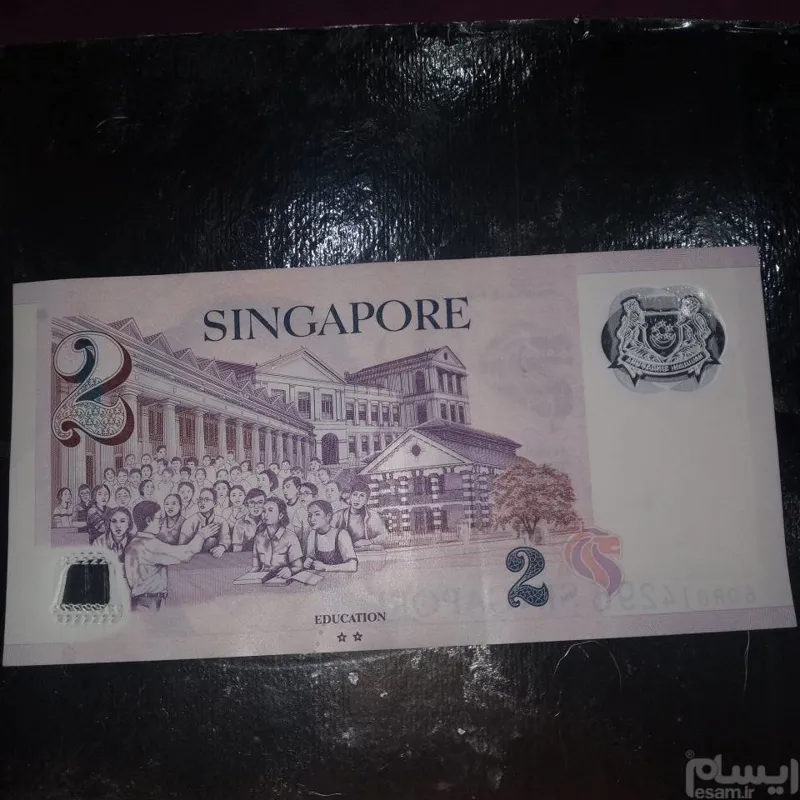 SINGAPORE
2
2
EDUCATION
ایسام
esam.ir